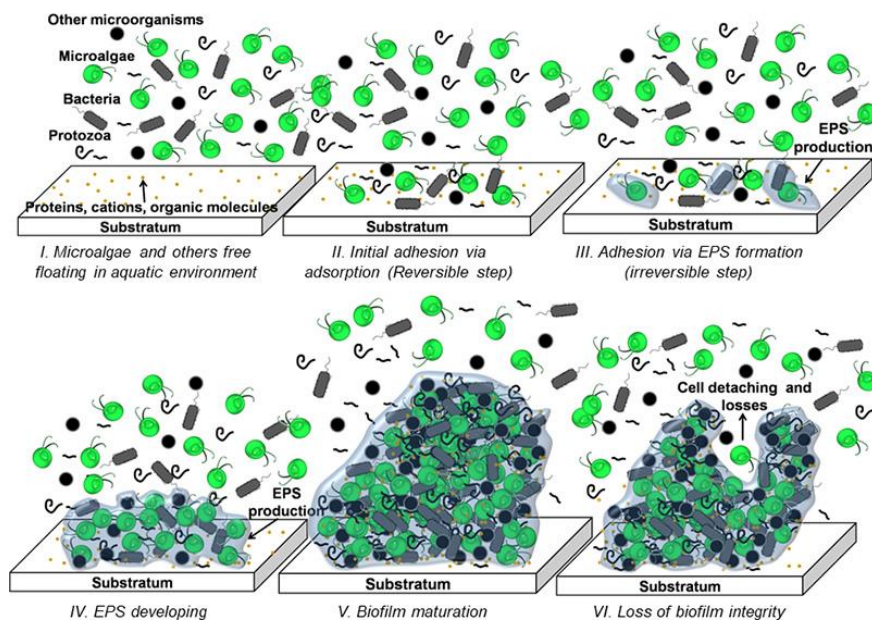 Other microorganisms
Microalgae
Bacteria
Protozoa
Proteins, cations, organic molecules
Substratum
I. Microalgae and others free
floating in aquatic environment
Substratum
II. Initial adhesion via
adsorption (Reversible step)
EPS
production
Substratum
III. Adhesion via EPS formation
(irreversible step)
EPS
production
Substratum
IV. EPS developing
Substratum
V. Biofilm maturation
Cell detaching and
losses
Substratum
VI. Loss of biofilm integrity